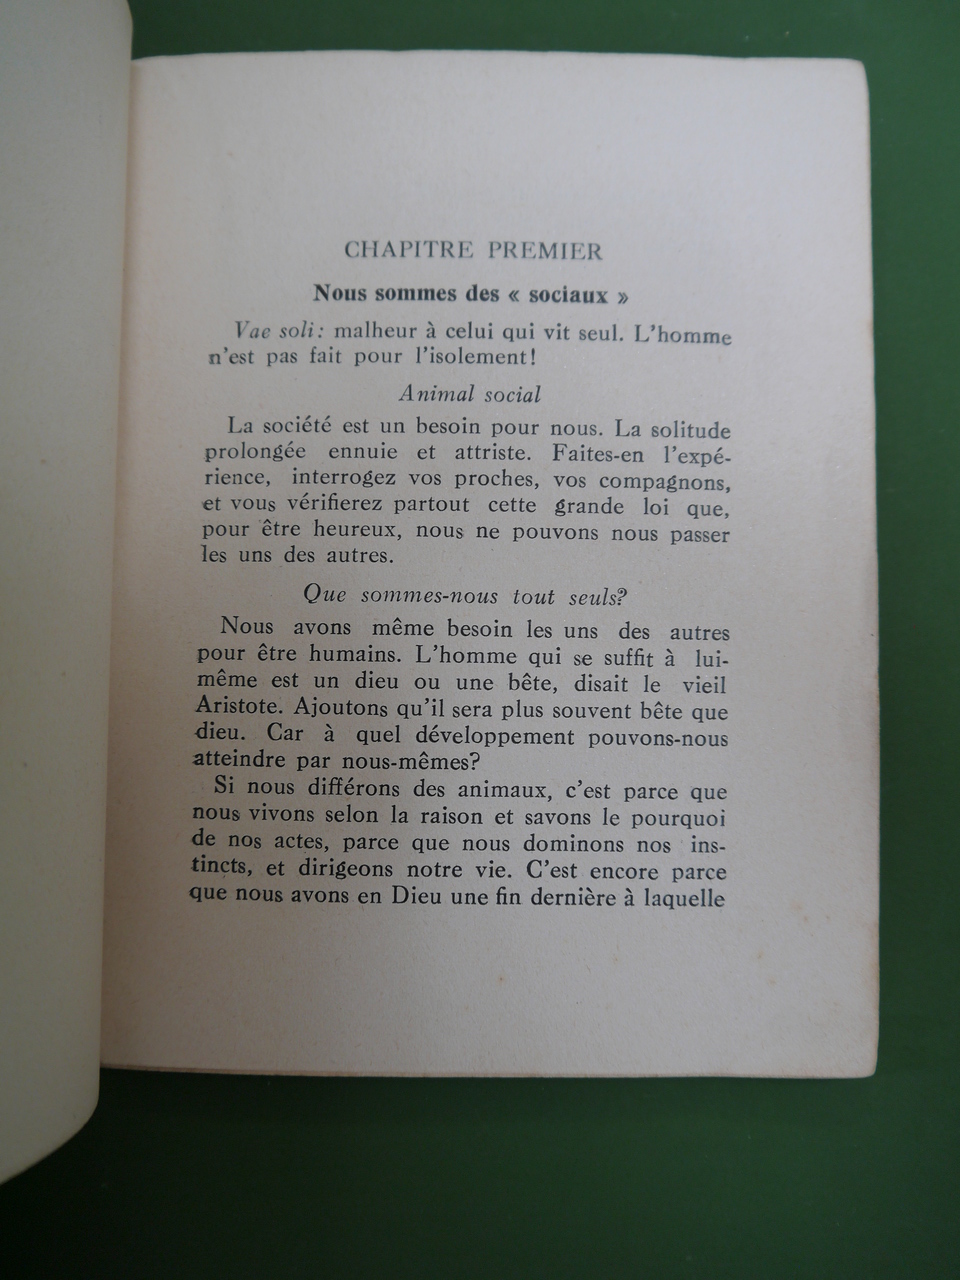 CHAPITRE PREMIER
Nous sommes des « sociaux »
Vae soli: malheur à celui qui vit seul. L'homme
n'est pas fait pour l'isolement!
Animal social
La société est un besoin pour nous. La solitude
prolongée ennuie et attriste. Faites-en l'expé-
rience, interrogez vos proches, vos compagnons,
et vous vérifierez partout cette grande loi que,
pour être heureux, nous ne pouvons nous passer
les uns des autres.
Que sommes-nous tout seuls?
Nous avons même besoin les uns des autres
pour être humains. L'homme qui se suffit à lui-
même est un dieu ou une bête, disait le vieil
Aristote. Ajoutons qu'il sera plus souvent bête que
dieu. Car à quel développement pouvons-nous
atteindre par nous-mêmes?
Si nous différons des animaux, c'est parce que
nous vivons selon la raison et savons le pourquoi
de nos actes, parce que nous dominons nos ins-
tincts, et dirigeons notre vie. C'est encore parce
que nous avons en Dieu une fin dernière à laquelle